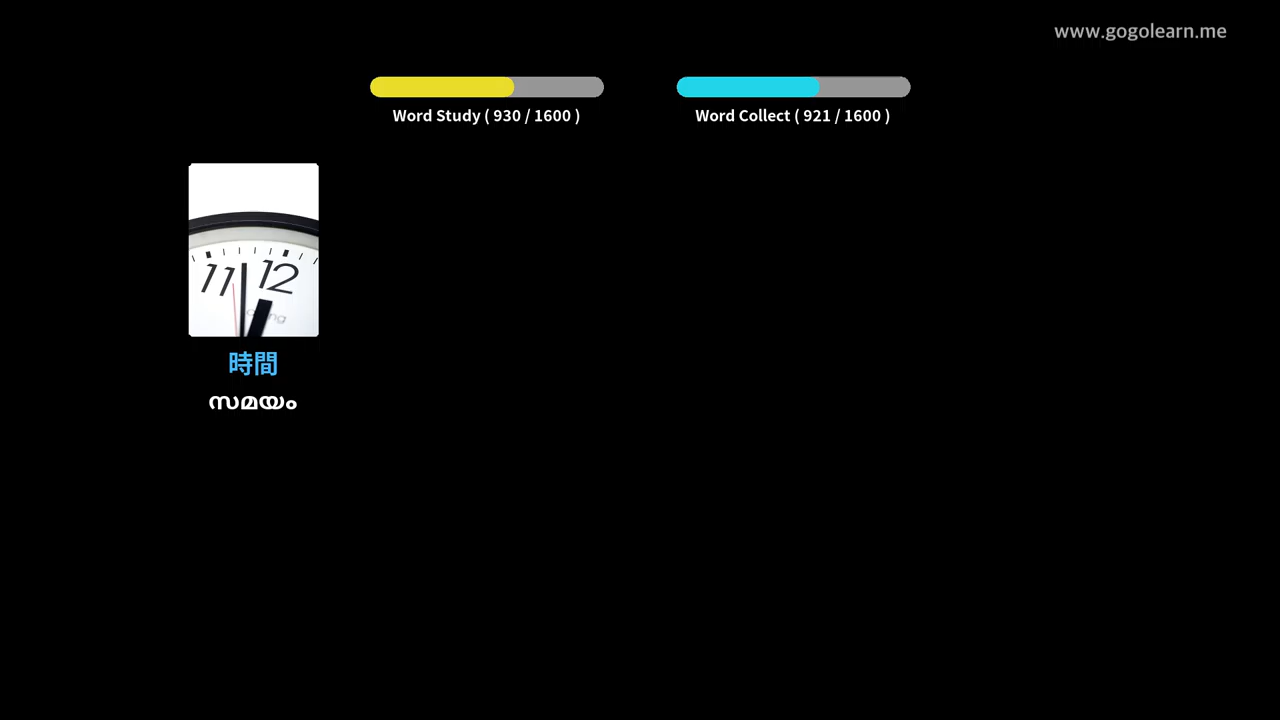 www.gogolearn.me
Word Study ( 930 / 1600 )
Word Collect ( 921 / 1600 )
11 12
時間
സമയം